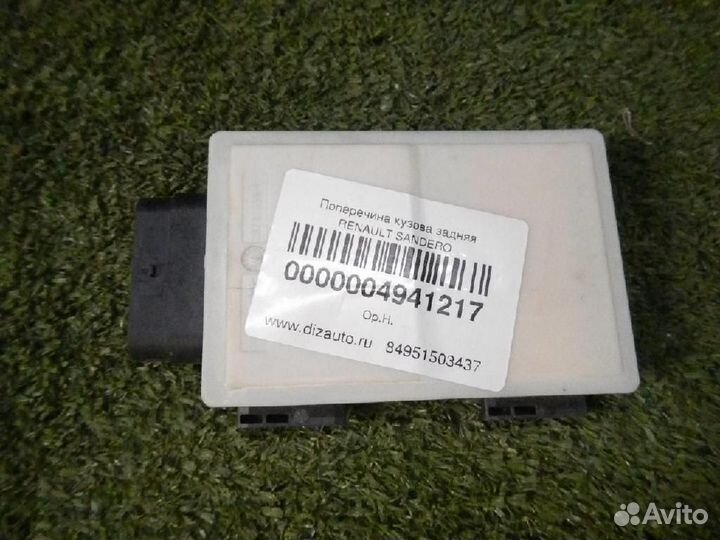 Поперечина кузова задняя
RENAULT SANDERO
0000004941217
Ор.Н.
www.dizauto.ru 84951503437
Avito